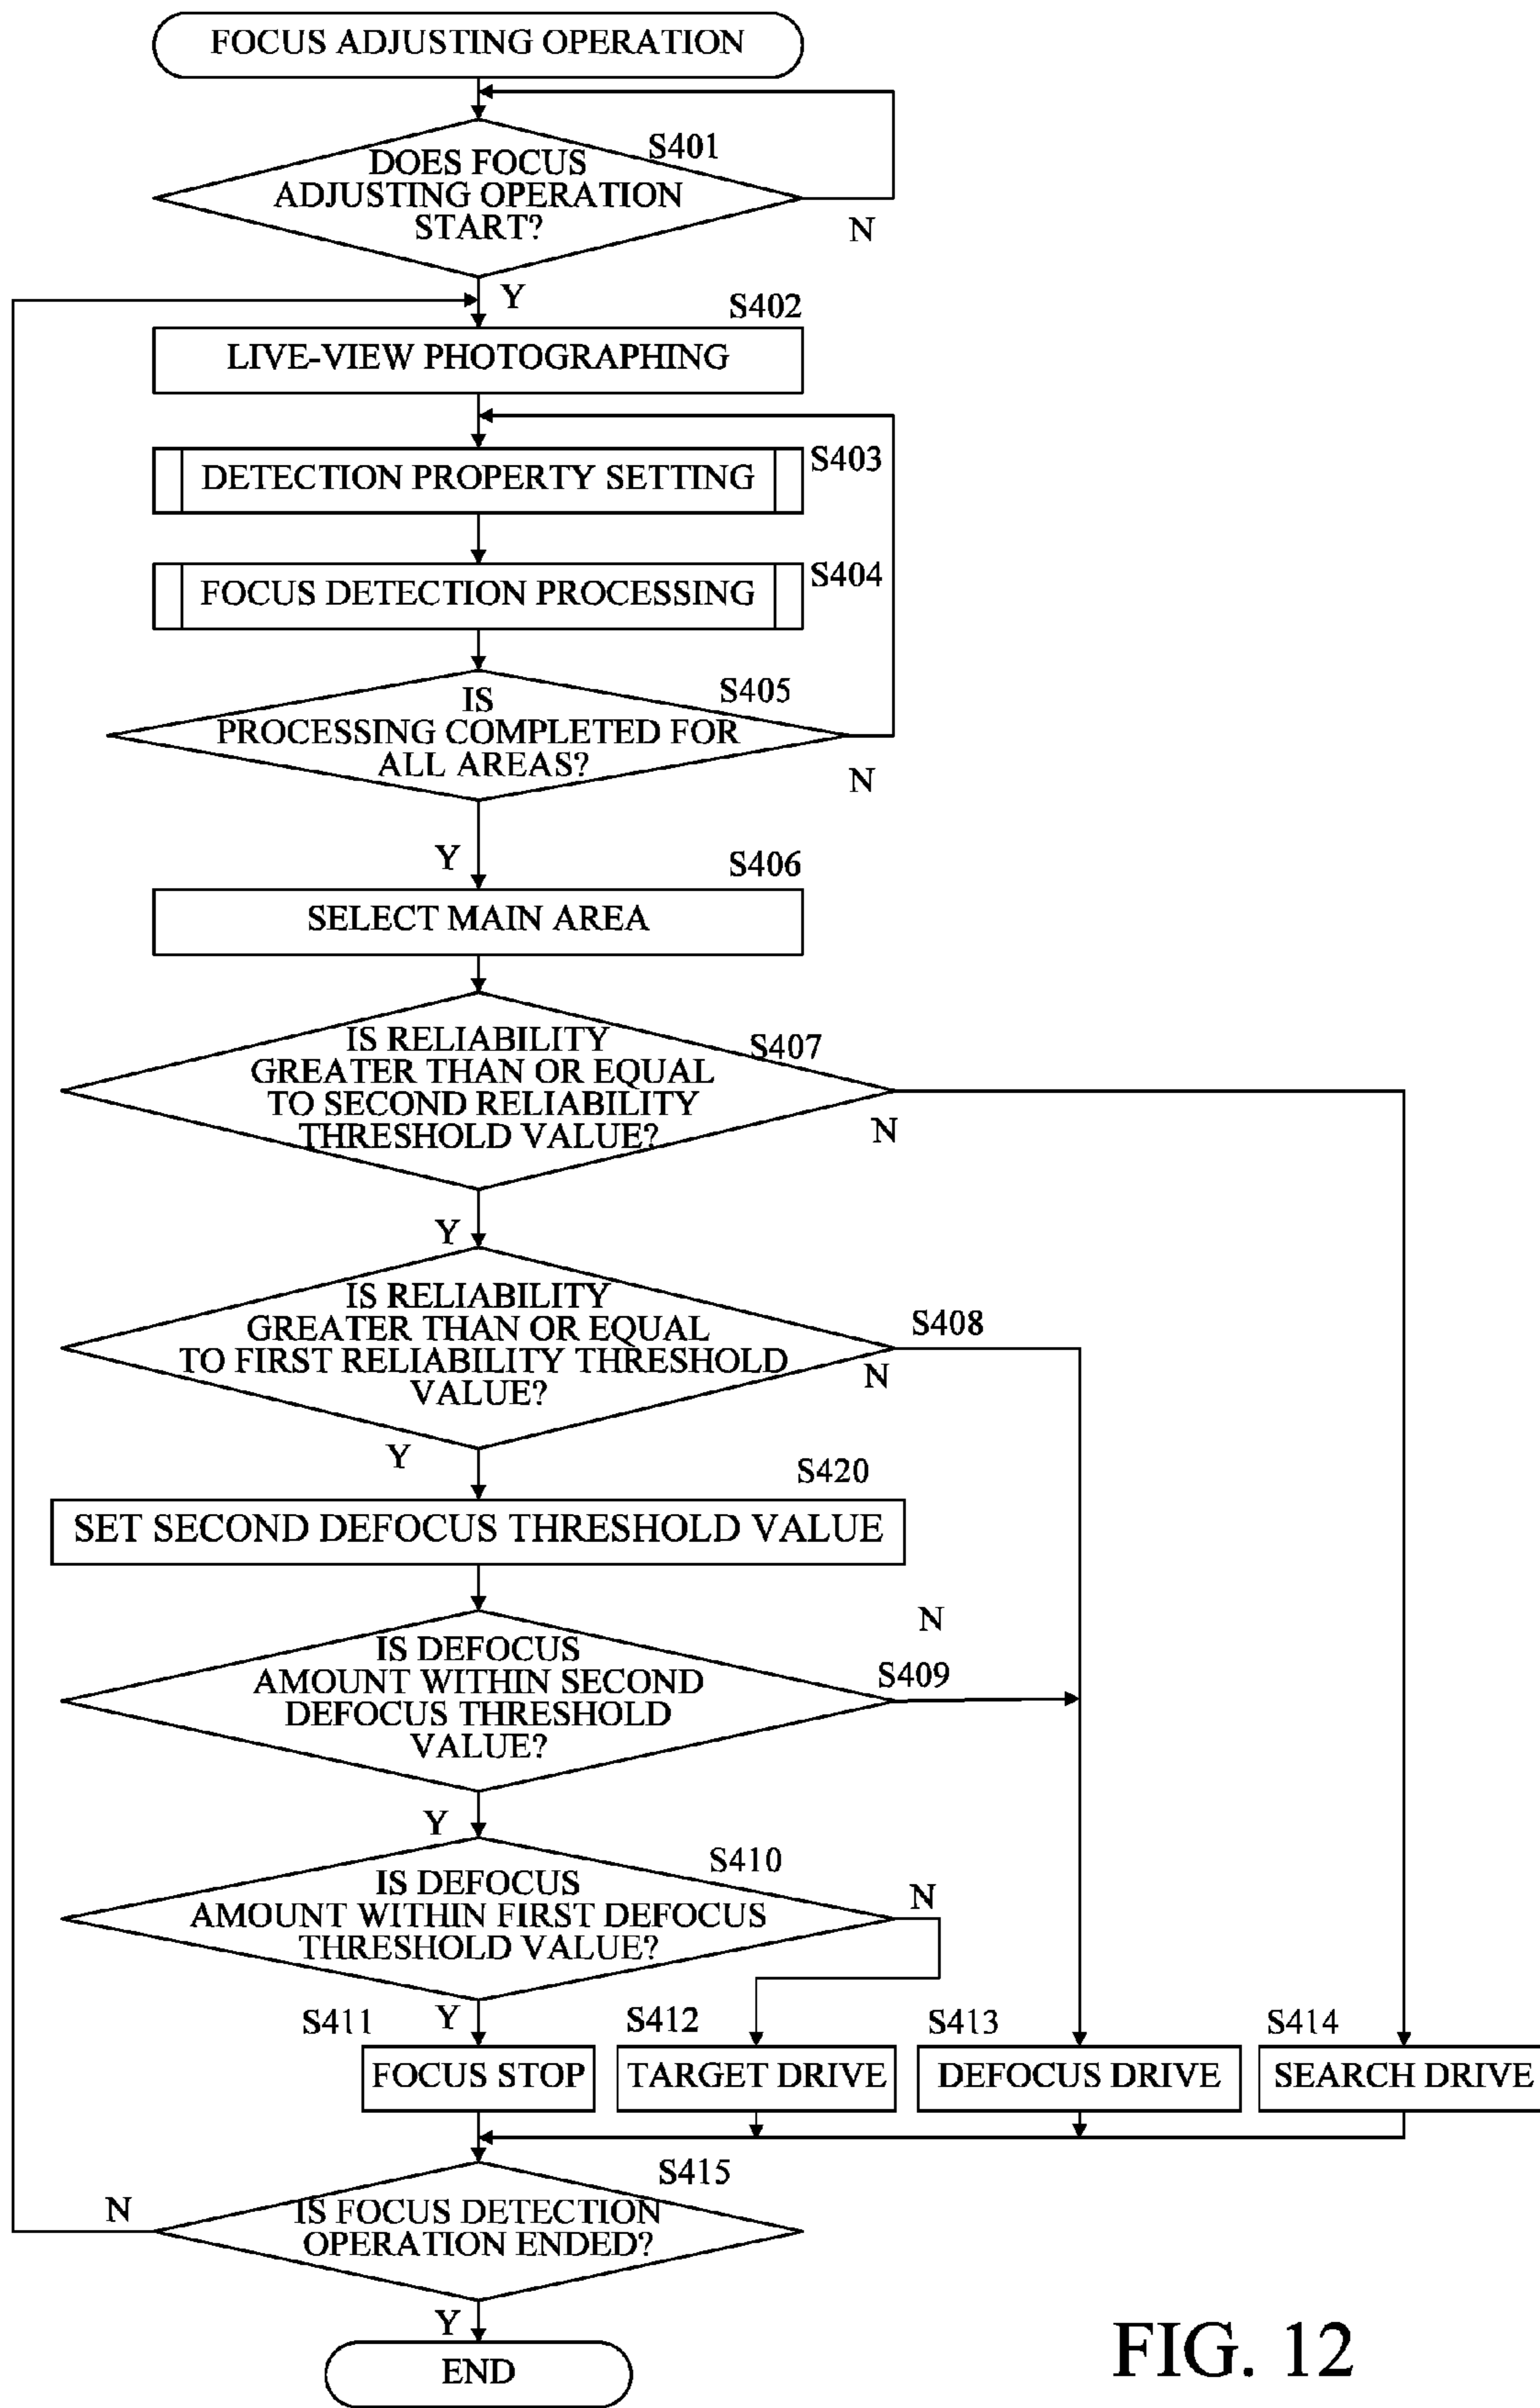 FOCUS ADJUSTING OPERATION
S401
DOES FOCUS
ADJUSTING OPERATION
START?
N
Y
S402
LIVE-VIEW PHOTOGRAPHING
S403
DETECTION PROPERTY SETTING
S404
FOCUS DETECTION PROCESSING
S405
IS
PROCESSING COMPLETED FOR
ALL AREAS?
N
Y
S406
SELECT MAIN AREA
S407
IS RELIABILITY
GREATER THAN OR EQUAL
TO SECOND RELIABILITY
THRESHOLD VALUE?
N
Y
IS RELIABILITY
GREATER THAN OR EQUAL
TO FIRST RELIABILITY THRESHOLD
VALUE?
S408
N
Y
S420
SET SECOND DEFOCUS THRESHOLD VALUE
N
IS DEFOCUS
AMOUNT WITHIN SECOND
DEFOCUS THRESHOLD
VALUE?
S409
Y
S410
IS DEFOCUS
AMOUNT WITHIN FIRST DEFOCUS
THRESHOLD VALUE?
N
Y
S411
FOCUS STOP
S412
TARGET DRIVE
S413
DEFOCUS DRIVE
S414
SEARCH DRIVE
S415
IS FOCUS DETECTION
OPERATION ENDED?
N
Y
END
FIG. 12